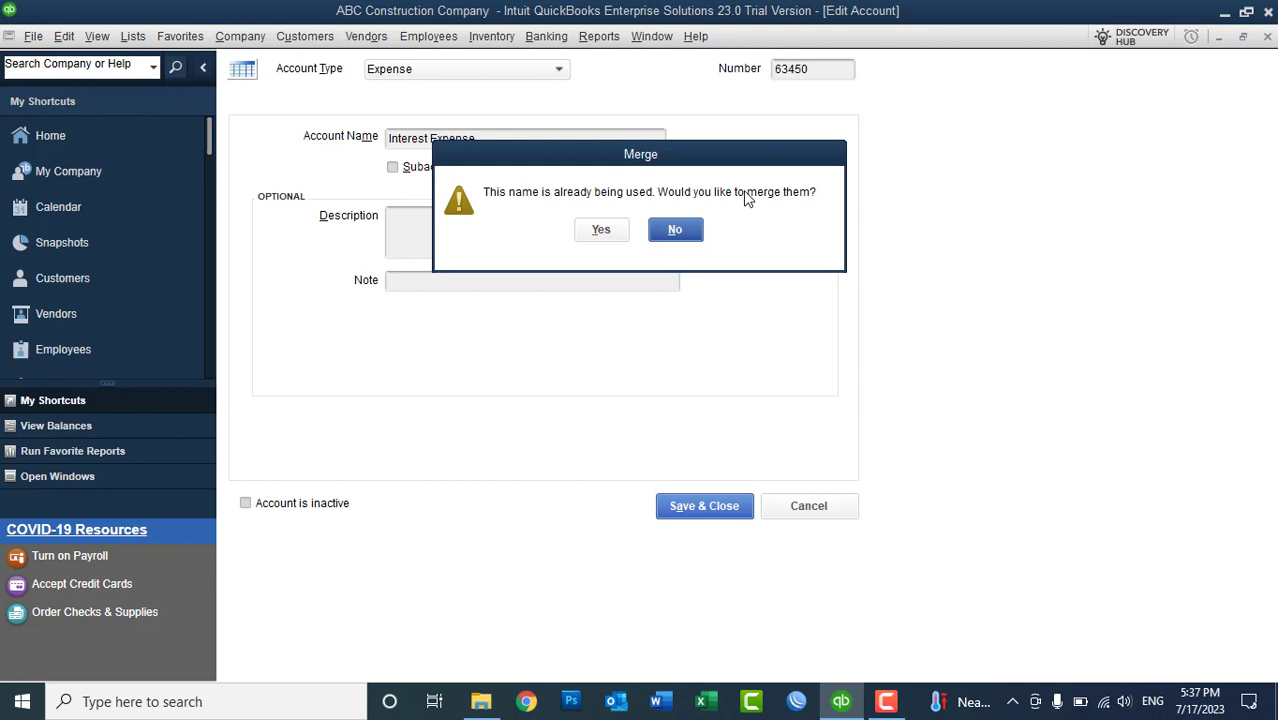 ABC Construction Company - Intuit QuickBooks Enterprise Solutions 23.0 Trial Version - [Edit Account]
File Edit View Lists Favorites Company Customers Vendors Employees Inventory Banking Reports Window Help
DISCOVERY
HUB
Search Company or Help
Account Type Expense Number 63450
My Shortcuts
Home
My Company
Calendar
Snapshots
Customers
Vendors
Employees
Account Name Interest Expense
OPTIONAL
Description
Note
Merge
This name is already being used. Would you like to merge them?
Yes No
My Shortcuts
View Balances
Run Favorite Reports
Open Windows
Account is inactive Save & Close Cancel
COVID-19 Resources
Turn on Payroll
Accept Credit Cards
Order Checks & Supplies
Type here to search
Ps
qb
Nea... ENG
5:37 PM
7/17/2023